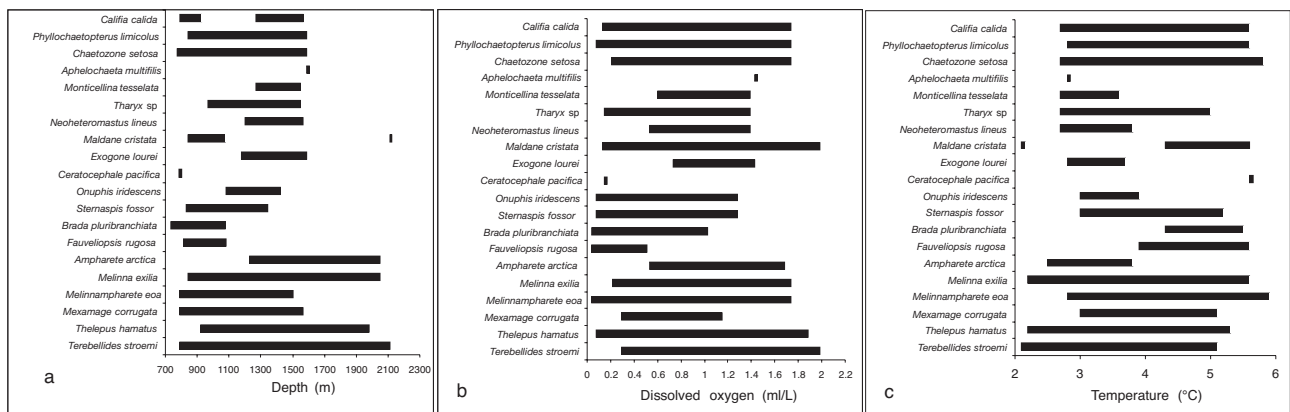 Califia calida
Phyllochaetopterus limicolus
Chaetozone setosa
Aphelochaeta multifilis
Monticellina tesselata
Tharyx sp
Neoheteromastus lineus
Maldane cristata
Exogone lourei
Ceratocephale pacifica
Onuphis iridescens
Sternaspis fossor
Brada pluribranchiata
Fauveliopsis rugosa
Ampharete arctica
Melinna exilia
Melinnampharete eoa
Mexamage corrugata
Thelepus hamatus
Terebellides stroemi
700 900 1100 1300 1500 1700 1900 2100 2300
a
Depth (m)
Califia calida
Phyllochaetopterus limicolus
Chaetozone setosa
Aphelochaeta multifilis
Monticellina tesselata
Tharyx sp
Neoheteromastus lineus
Maldane cristata
Exogone lourei
Ceratocephale pacifica
Onuphis iridescens
Sternaspis fossor
Brada pluribranchiata
Fauveliopsis rugosa
Ampharete arctica
Melinna exilia
Melinnampharete eoa
Mexamage corrugata
Thelepus hamatus
Terebellides stroemi
0 0.2 0.4 0.6 0.8 1 1.2 1.4 1.6 1.8 2 2.2
b
Dissolved oxygen (ml/L)
Califia calida
Phyllochaetopterus limicolus
Chaetozone setosa
Aphelochaeta multifilis
Monticellina tesselata
Tharyx sp
Neoheteromastus lineus
Maldane cristata
Exogone lourei
Ceratocephale pacifica
Onuphis iridescens
Sternaspis fossor
Brada pluribranchiata
Fauveliopsis rugosa
Ampharete arctica
Melinna exilia
Melinnampharete eoa
Mexamage corrugata
Thelepus hamatus
Terebellides stroemi
2 3 4 5 6
c
Temperature (°C)